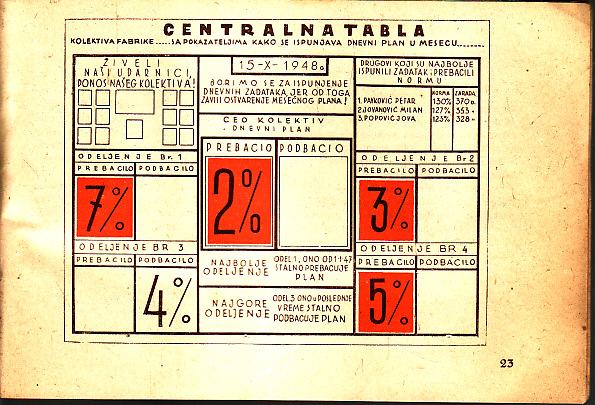 CENTRALNA TABLA
KOLEKTIVA FABRIKE ..... SA POKAZATELJIMA KAKO SE ISPUNJAVA DNEVNI PLAN U MESECU.......
ŽIVELI
NAŠI UDARNICI,
PONOS NAŠEG KOLEKTIVA!
15-X-1948g.
BORIMO SE ZA ISPUNJENJE
DNEVNIH ZADATAKA, JER OD TOGA
ZAVISI OSTVARENJE MESEČNOG PLANA!
DRUGOVI KOJI SU NAJBOLJE
ISPUNILI ZADATAK I PREBACILI
NORMU
NORMA ZARADA
1. PAVKOVIĆ PETAR 130% 370 d.
2. JOVANOVIĆ MILAN 127% 353 -
3. POPOVIĆ JOVA 123% 328 -
CEO KOLEKTIV
DNEVNI PLAN
PREBACIO PODBACIO
2%
ODELJENJE Br. 1
PREBACILO PODBACILO
7%
ODELJENJE Br 2
PREBACILO PODBACILO
3%
ODELJENJE BR 3
PREBACILO PODBACILO
4%
ODELJENJE BR 4
PREBACILO PODBACILO
5%
NAJBOLJE
ODELJENJE
ODEL 1, ONO OD 1-1-47
STALNO PREBACUJE
PLAN
NAJGORE
ODELJENJE
ODEL 3 ONO U POSLEDNJE
VREME STALNO
PODBACUJE PLAN
23